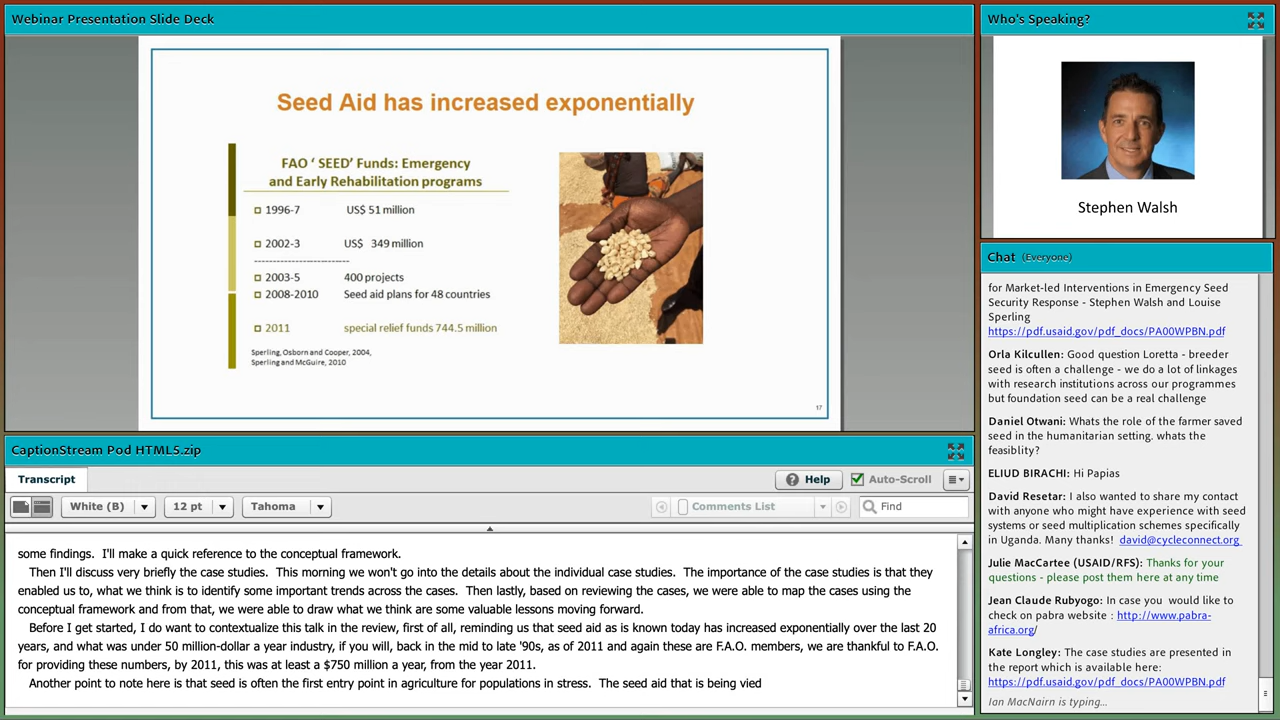 Webinar Presentation Slide Deck
Seed Aid has increased exponentially
FAO ‘ SEED’ Funds: Emergency
and Early Rehabilitation programs
1996-7 US$ 51 million
2002-3 US$ 349 million
-------------------------
2003-5 400 projects
2008-2010 Seed aid plans for 48 countries
2011 special relief funds 744.5 million
Sperling, Osborn and Cooper, 2004,
Sperling and McGuire, 2010
17
CaptionStream Pod HTML5.zip
Transcript
Help
Auto-Scroll
White (B)
12 pt
Tahoma
Comments List
Find
some findings. I'll make a quick reference to the conceptual framework.
Then I'll discuss very briefly the case studies. This morning we won't go into the details about the individual case studies. The importance of the case studies is that they
enabled us to, what we think is to identify some important trends across the cases. Then lastly, based on reviewing the cases, we were able to map the cases using the
conceptual framework and from that, we were able to draw what we think are some valuable lessons moving forward.
Before I get started, I do want to contextualize this talk in the review, first of all, reminding us that seed aid as is known today has increased exponentially over the last 20
years, and what was under 50 million-dollar a year industry, if you will, back in the mid to late '90s, as of 2011 and again these are F.A.O. members, we are thankful to F.A.O.
for providing these numbers, by 2011, this was at least a $750 million a year, from the year 2011.
Another point to note here is that seed is often the first entry point in agriculture for populations in stress. The seed aid that is being vied
Who's Speaking?
Stephen Walsh
Chat (Everyone)
for Market-led Interventions in Emergency Seed
Security Response - Stephen Walsh and Louise
Sperling
https://pdf.usaid.gov/pdf_docs/PA00WPBN.pdf
Orla Kilcullen: Good question Loretta - breeder
seed is often a challenge - we do a lot of linkages
with research institutions across our programmes
but foundation seed can be a real challenge
Daniel Otwani: Whats the role of the farmer saved
seed in the humanitarian setting. whats the
feasiblity?
ELIUD BIRACHI: Hi Papias
David Resetar: I also wanted to share my contact
with anyone who might have experience with seed
systems or seed multiplication schemes specifically
in Uganda. Many thanks! david@cycleconnect.org
Julie MacCartee (USAID/RFS): Thanks for your
questions - please post them here at any time
Jean Claude Rubyogo: In case you would like to
check on pabra website : http://www.pabra-
africa.org/
Kate Longley: The case studies are presented in
the report which is available here:
https://pdf.usaid.gov/pdf_docs/PA00WPBN.pdf
Ian MacNairn is typing...